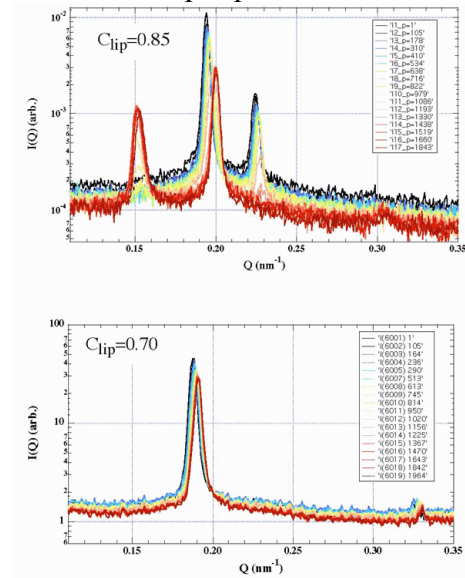 C_lip=0.85
'I1_p=1'
'I2_p=105'
'I3_p=178'
'I4_p=310'
'I5_p=410'
'I6_p=534'
'I7_p=638'
'I8_p=716'
'I9_p=822'
'I10_p=979'
'I11_p=1086'
'I12_p=1193'
'I13_p=1330'
'I14_p=1438'
'I15_p=1519'
'I16_p=1660'
'I17_p=1843'
I(Q) (arb.)
10⁻²
10⁻³
10⁻⁴
0.15 0.20 0.25 0.30 0.35
Q (nm⁻¹)
C_lip=0.70
'i(6001) 1'
'i(6002) 105'
'i(6003) 164'
'i(6004) 236'
'i(6005) 290'
'i(6007) 513'
'i(6008) 613'
'i(6009) 745'
'i(6010) 814'
'i(6011) 950'
'i(6012) 1020'
'i(6013) 1156'
'i(6014) 1225'
'i(6015) 1367'
'i(6016) 1470'
'i(6017) 1643'
'i(6018) 1842'
'i(6019) 1964'
I(Q) (arb.)
100
10
1
0.15 0.20 0.25 0.30 0.35
Q (nm⁻¹)